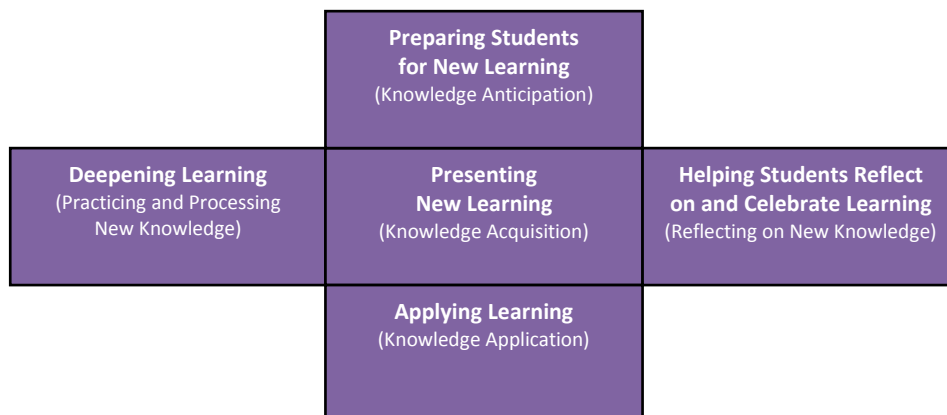 Preparing Students
for New Learning
(Knowledge Anticipation)
Deepening Learning
(Practicing and Processing
New Knowledge)
Presenting
New Learning
(Knowledge Acquisition)
Helping Students Reflect
on and Celebrate Learning
(Reflecting on New Knowledge)
Applying Learning
(Knowledge Application)